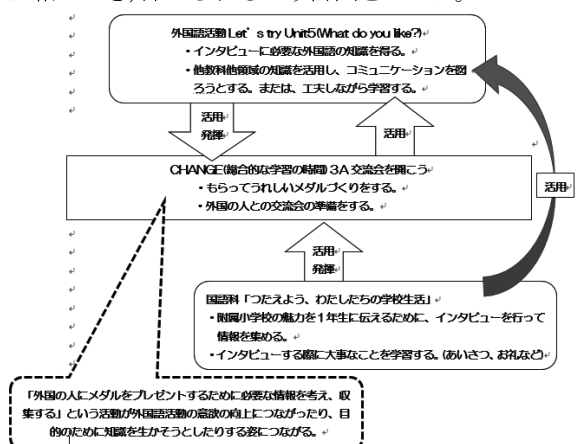 外国語活動 Let's try Unit5(What do you like?)
・インタビューに必要な外国語の知識を得る。
・他教科他領域の知識を活用し、コミュニケーションを図
ろうとする。または、工夫しながら学習する。
活用
発揮
活用
CHANGE(総合的な学習の時間) 3A 交流会を開こう
・もらってうれしいメダルづくりをする。
・外国の人との交流会の準備をする。
活用
活用
発揮
国語科「つたえよう、わたしたちの学校生活」
・附属小学校の魅力を1年生に伝えるために、インタビューを行って
情報を集める。
・インタビューする際に大事なことを学習する。(あいさつ、お礼など)
「外国の人にメダルをプレゼントするために必要な情報を考え、収
集する」という活動が外国語活動の意欲の向上につながったり、目
的のために知識を生かそうとしたりする姿につながる。